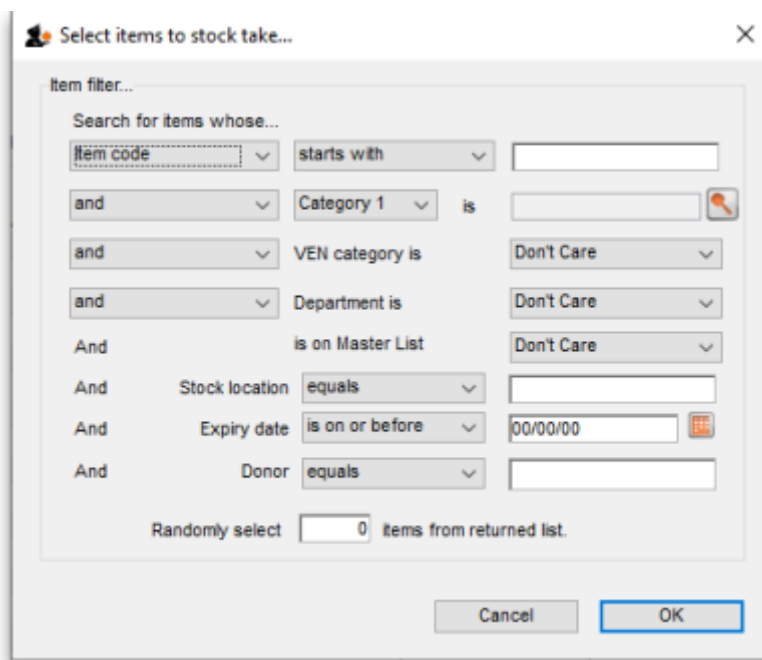 Select items to stock take...
Item filter...
Search for items whose...
Item code starts with
and Category 1 is
and VEN category is Don't Care
and Department is Don't Care
And is on Master List Don't Care
And Stock location equals
And Expiry date is on or before 00/00/00
And Donor equals
Randomly select 0 items from returned list.
Cancel OK